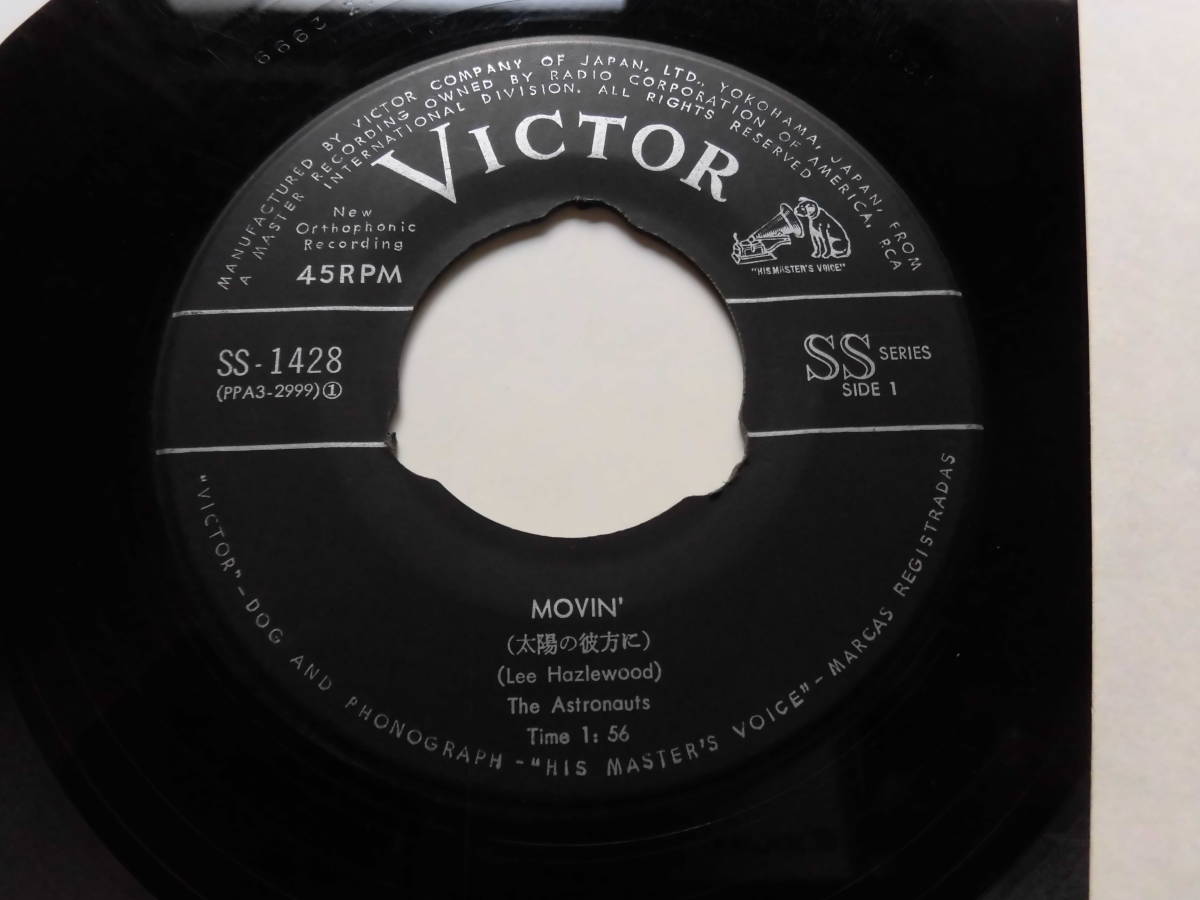 MANUFACTURED BY VICTOR COMPANY OF JAPAN, LTD., YOKOHAMA, JAPAN, FROM
A MASTER RECORDING OWNED BY RADIO CORPORATION OF AMERICA, RCA
INTERNATIONAL DIVISION. ALL RIGHTS RESERVED
VICTOR
New
Orthophonic
Recording
45RPM
"HIS MASTER'S VOICE"
SS-1428
(PPA3-2999)①
SS SERIES
SIDE 1
MOVIN'
(太陽の彼方に)
(Lee Hazlewood)
The Astronauts
Time 1: 56
"VICTOR"-DOG AND PHONOGRAPH-"HIS MASTER'S VOICE"-MARCAS REGISTRADAS
2999